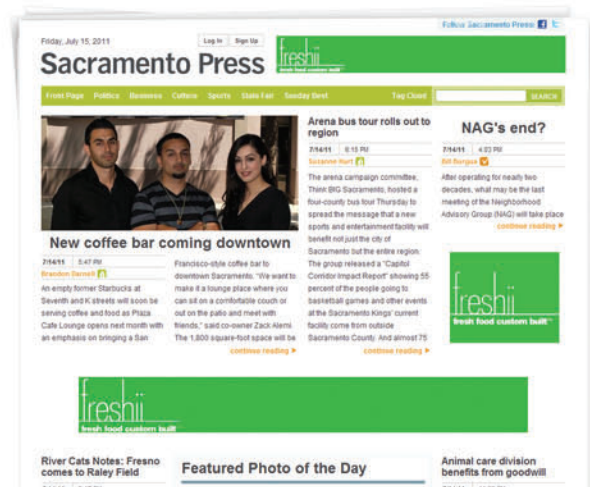 Follow Sacramento Press
Friday, July 15, 2011
Log In
Sign Up
Sacramento Press
freshii
fresh food custom built
Front Page Politics Business Culture Sports State Fair Sunday Best
Tag Cloud
SEARCH
New coffee bar coming downtown
7/14/11 5:47 PM
Brandon Darnell
An empty former Starbucks at
Seventh and K streets will soon be
serving coffee and food as Plaza
Cafe Lounge opens next month with
an emphasis on bringing a San
Francisco-style coffee bar to
downtown Sacramento. "We want to
make it a lounge place where you
can sit on a comfortable couch or
out on the patio and meet with
friends," said co-owner Zack Alemi.
The 1,800 square-foot space will be
continue reading
Arena bus tour rolls out to
region
7/14/11 6:15 PM
Suzanne Hurt
The arena campaign committee,
Think BIG Sacramento, hosted a
four-county bus tour Thursday to
spread the message that a new
sports and entertainment facility will
benefit not just the city of
Sacramento but the entire region.
The group released a "Capitol
Corridor Impact Report" showing 55
percent of the people going to
basketball games and other events
at the Sacramento Kings' current
facility come from outside
Sacramento County. And almost 75
continue reading
NAG's end?
7/14/11 4:03 PM
Bill Burgua
After operating for nearly two
decades, what may be the last
meeting of the Neighborhood
Advisory Group (NAG) will take place
continue reading
freshii
fresh food custom built
freshii
fresh food custom built
River Cats Notes: Fresno
comes to Raley Field
Featured Photo of the Day
Animal care division
benefits from goodwill